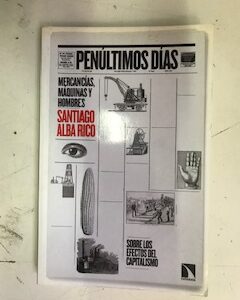 PENÚLTIMOS DÍAS
MERCANCÍAS,
MÁQUINAS Y
HOMBRES
SANTIAGO
ALBA RICO
SOBRE LOS
EFECTOS DEL
CAPITALISMO